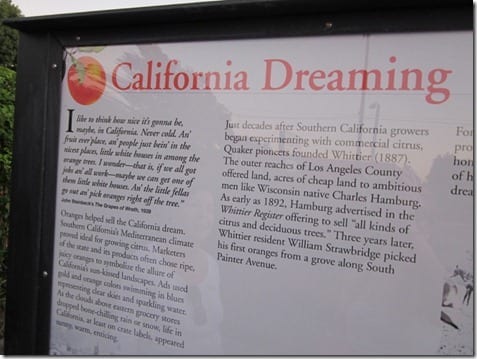 California Dreaming
I like to think how nice it's gonna be,
maybe, in California. Never cold. An'
fruit ever'place, an' people just bein' in the
nicest places, little white houses in among the
orange trees. I wonder—that is, if we all got
jobs an' all work—maybe we can get one of
them little white houses. An' the little fellas
go out an' pick oranges right off the tree."
John Steinbeck's The Grapes of Wrath, 1939
Oranges helped sell the California dream.
Southern California's Mediterranean climate
proved ideal for growing citrus. Marketers
of the state and its products often chose ripe,
juicy oranges to symbolize the allure of
California's sun-kissed landscapes. Ads used
gold and orange colors swimming in blues
representing clear skies and sparkling water.
As the clouds above eastern grocery stores
dropped bone-chilling rain or snow, life in
California, at least on crate labels, appeared
sunny, warm, enticing.
Just decades after Southern California growers
began experimenting with commercial citrus,
Quaker pioneers founded Whittier (1887).
The outer reaches of Los Angeles County
offered land, acres of cheap land to ambitious
men like Wisconsin native Charles Hamburg,
As early as 1892, Hamburg advertised in the
Whittier Register offering to sell "all kinds of
citrus and deciduous trees." Three years later,
Whittier resident William Strawbridge picked
his first oranges from a grove along South
Painter Avenue.
For
pro
hon
of h
drea